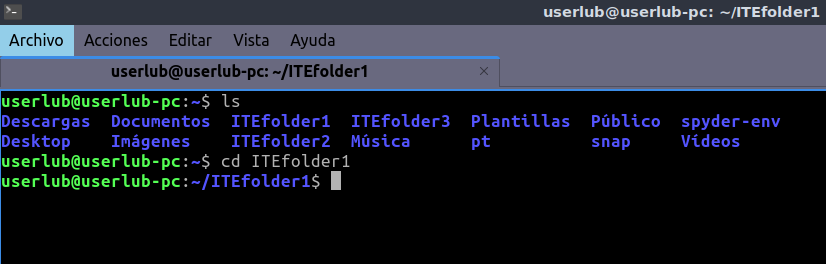 userlub@userlub-pc: ~/ITEfolder1
Archivo Acciones Editar Vista Ayuda
userlub@userlub-pc: ~/ITEfolder1 ×
userlub@userlub-pc:~$ ls
Descargas Documentos ITEfolder1 ITEfolder3 Plantillas Público spyder-env
Desktop Imágenes ITEfolder2 Música pt snap Vídeos
userlub@userlub-pc:~$ cd ITEfolder1
userlub@userlub-pc:~/ITEfolder1$